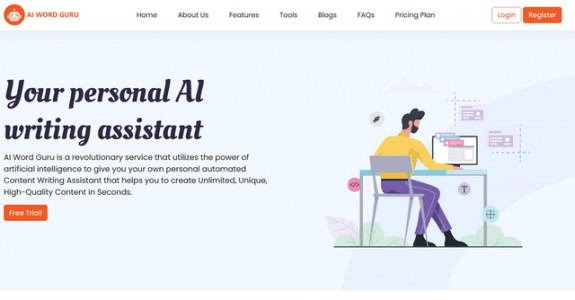 AI WORD GURU
Home About Us Features Tools Blogs FAQs Pricing Plan Login Register
Your personal AI
writing assistant
AI Word Guru is a revolutionary service that utilizes the power of
artificial intelligence to give you your own personal automated
Content Writing Assistant that helps you to create Unlimited, Unique,
High-Quality Content in Seconds.
Free Trial!
</>
T